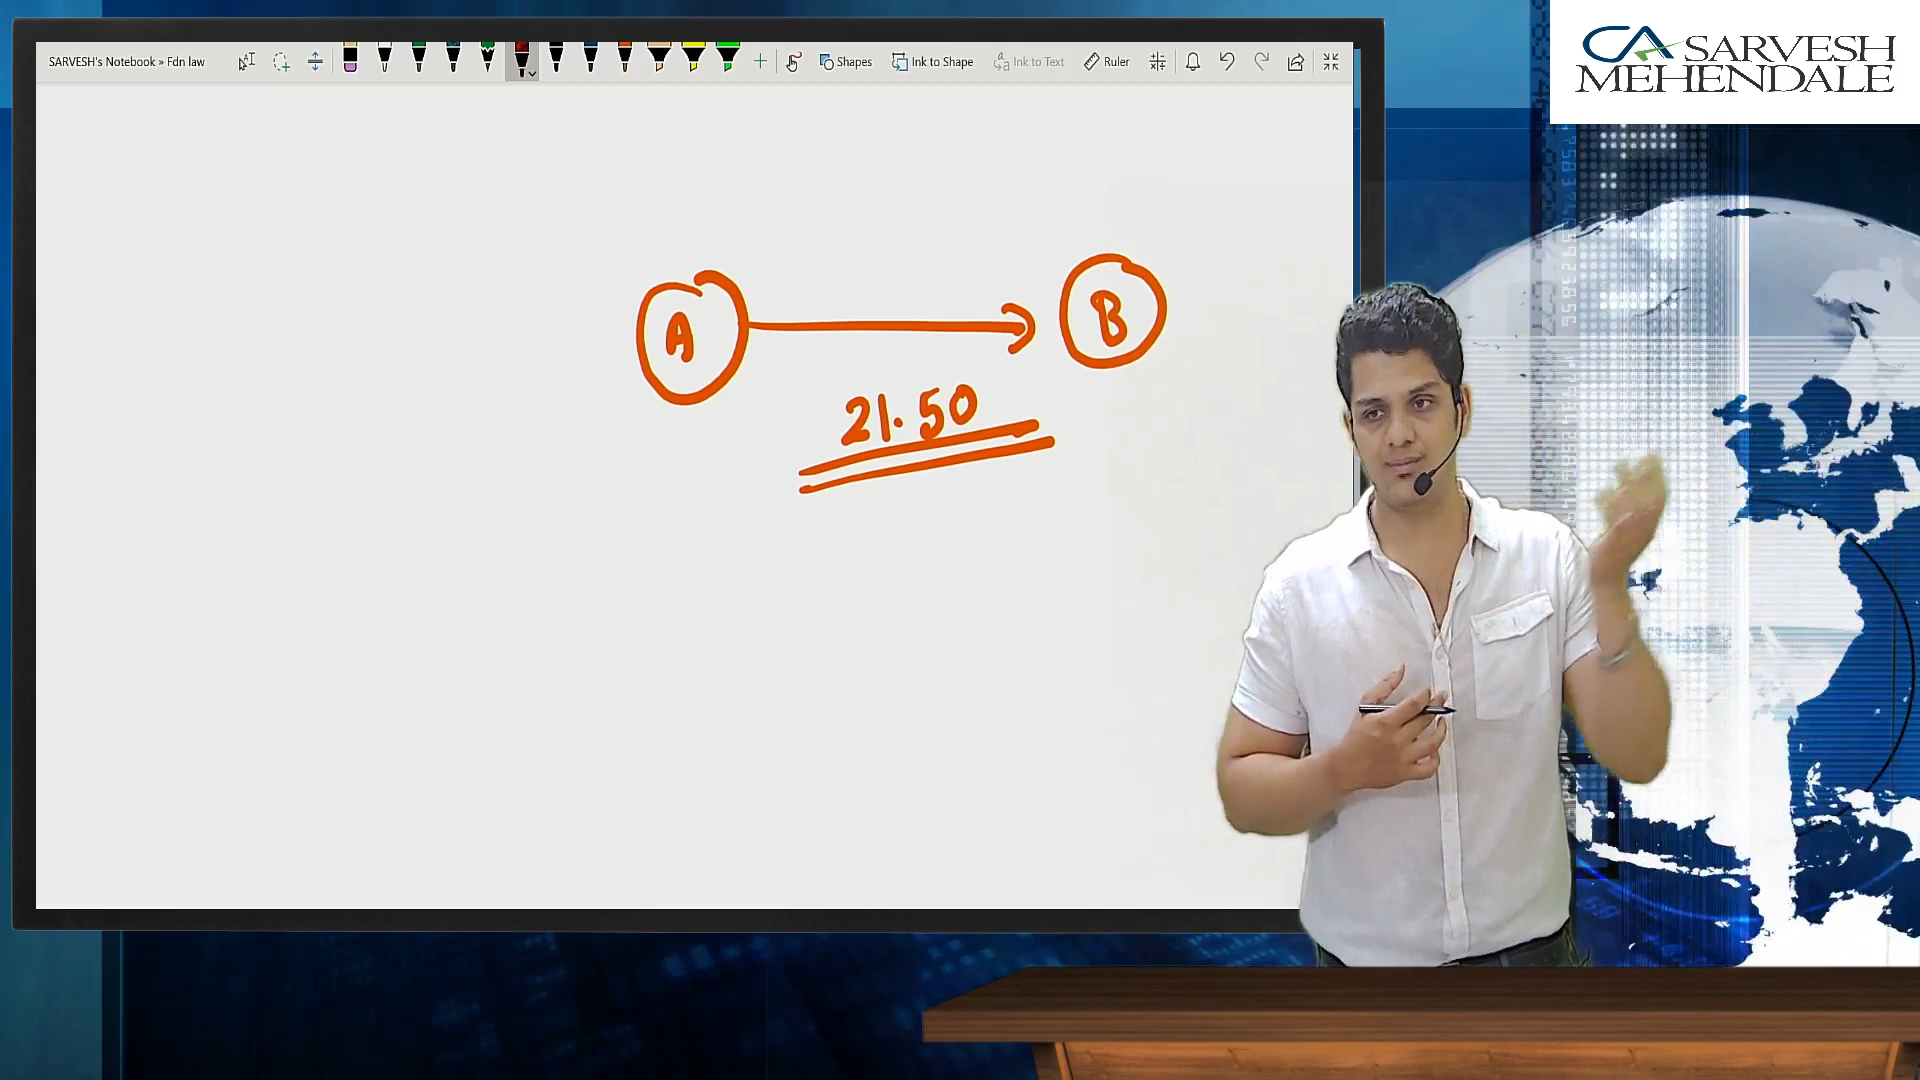 SARVESH's Notebook » Fdn law
Shapes
Ink to Shape
Ink to Text
Ruler
CA SARVESH
MEHENDALE
A
B
21.50